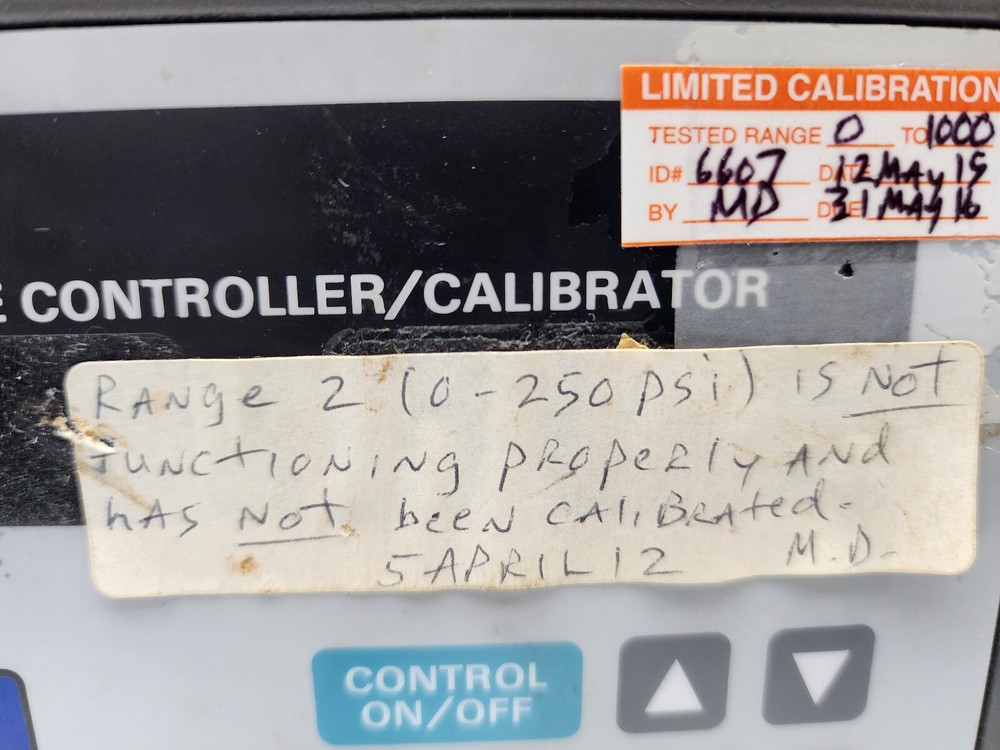 LIMITED CALIBRATION
TESTED RANGE 0 TO 1000
ID# 6607 DATE 12 MAY 15
BY MD DUE 31 MAY 16
E CONTROLLER/CALIBRATOR
RANge 2 (0-250 psi) is NOT
functioniNg pRopeRly ANd
hAs NOT beeN CAliBRAted.
5 APRIL 12 M.D.
CONTROL
ON/OFF